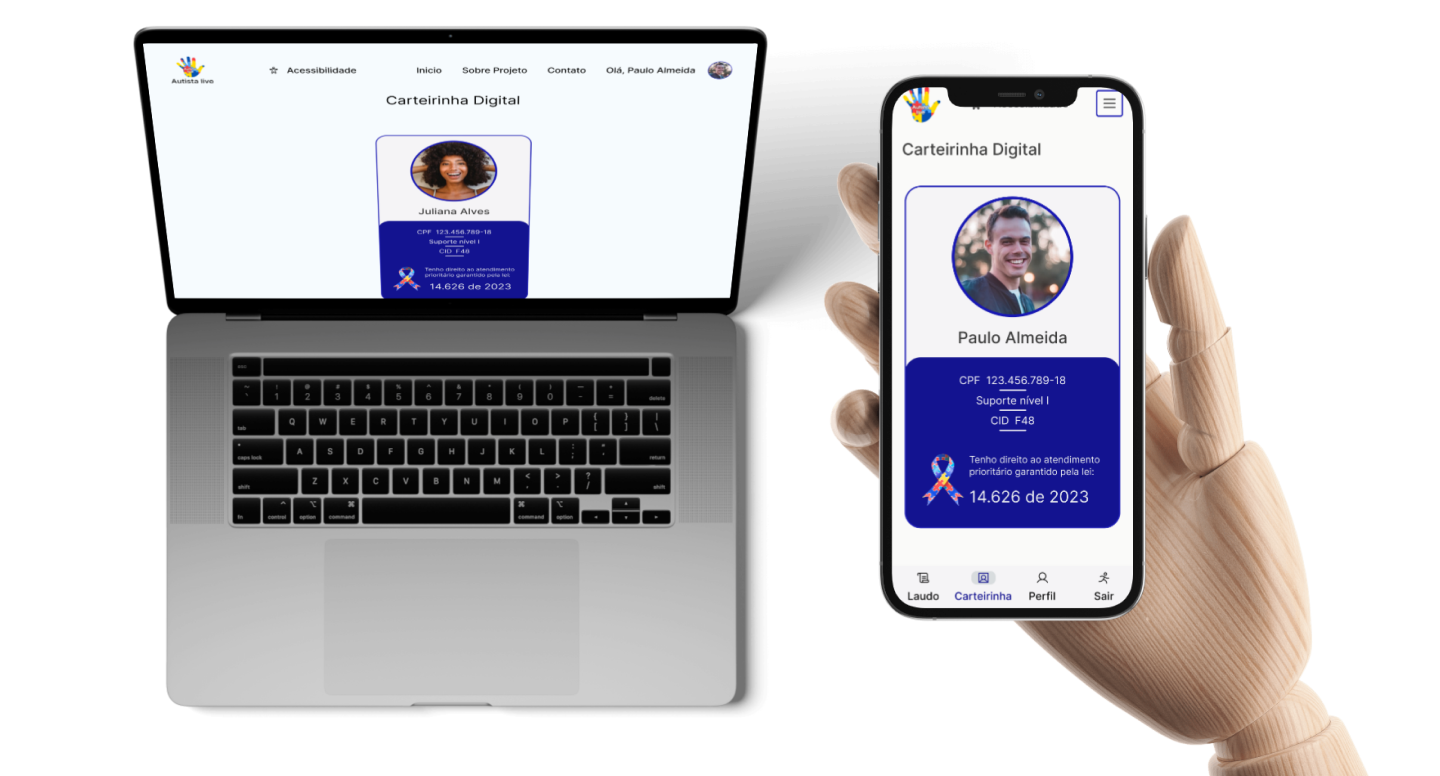 Autista livo
Acessibilidade
Inicio
Sobre Projeto
Contato
Olá, Paulo Almeida
Carteirinha Digital
Juliana Alves
CPF 123.456.789-18
Suporte nível I
CID F48
Tenho direito ao atendimento
prioritário garantido pela lei:
14.626 de 2023
esc
~ `
! 1
@ 2
# 3
$ 4
% 5
^ 6
& 7
* 8
( 9
) 0
— -
+ =
delete
tab
Q W E R T Y U I O P { [ } ] | \
caps lock
A S D F G H J K L : ; " '
return
shift
Z X C V B N M < , > . ? /
shift
fn
control
option
command
command
option
Carteirinha Digital
Paulo Almeida
CPF 123.456.789-18
Suporte nível I
CID F48
Tenho direito ao atendimento
prioritário garantido pela lei:
14.626 de 2023
Laudo
Carteirinha
Perfil
Sair